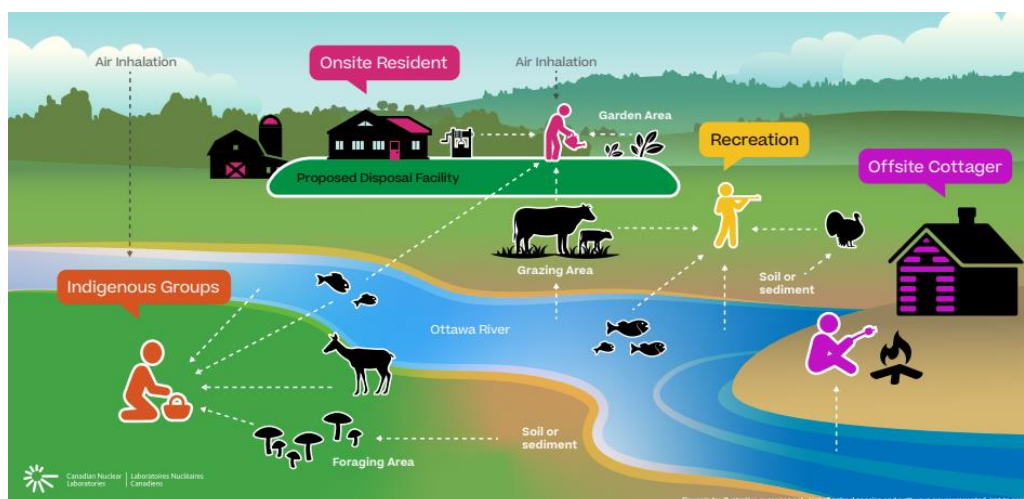 Air Inhalation
Onsite Resident
Air Inhalation
Garden Area
Recreation
Offsite Cottager
Proposed Disposal Facility
Grazing Area
Soil or
sediment
Indigenous Groups
Ottawa River
Soil or
sediment
Foraging Area
Canadian Nuclear
Laboratories
Laboratoires Nucléaires
Canadiens